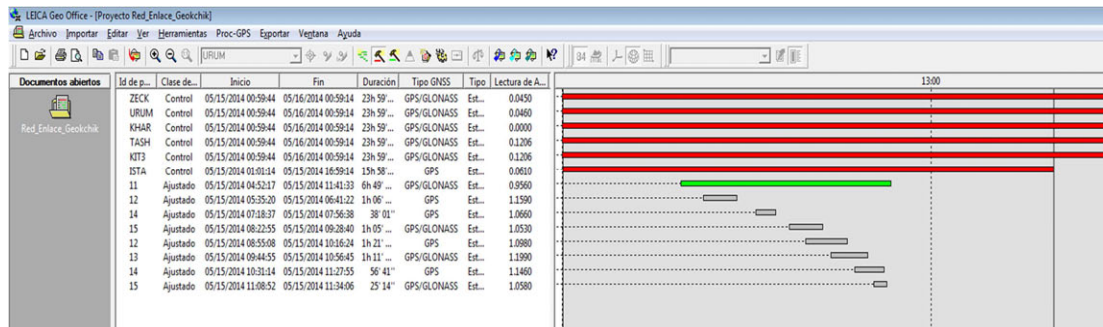 LEICA Geo Office - [Proyecto Red_Enlace_Geokchik]
Archivo Importar Editar Ver Herramientas Proc-GPS Exportar Ventana Ayuda
URUM
Documentos abiertos
Red_Enlace_Geokchik
Id de p... Clase de... Inicio Fin Duración Tipo GNSS Tipo Lectura de A... 13:00
ZECK Control 05/15/2014 00:59:44 05/16/2014 00:59:14 23h 59'... GPS/GLONASS Est... 0.0450
URUM Control 05/15/2014 00:59:44 05/16/2014 00:59:14 23h 59'... GPS/GLONASS Est... 0.0460
KHAR Control 05/15/2014 00:59:44 05/16/2014 00:59:14 23h 59'... GPS/GLONASS Est... 0.0000
TASH Control 05/15/2014 00:59:44 05/16/2014 00:59:14 23h 59'... GPS/GLONASS Est... 0.1206
KIT3 Control 05/15/2014 00:59:44 05/16/2014 00:59:14 23h 59'... GPS/GLONASS Est... 0.1206
ISTA Control 05/15/2014 01:01:14 05/15/2014 16:59:14 15h 58'... GPS Est... 0.0610
11 Ajustado 05/15/2014 04:52:17 05/15/2014 11:41:33 6h 49' ... GPS/GLONASS Est... 0.9560
12 Ajustado 05/15/2014 05:35:20 05/15/2014 06:41:22 1h 06' ... GPS Est... 1.1590
14 Ajustado 05/15/2014 07:18:37 05/15/2014 07:56:38 38' 01" GPS Est... 1.0660
15 Ajustado 05/15/2014 08:22:55 05/15/2014 09:28:40 1h 05' ... GPS/GLONASS Est... 1.0530
12 Ajustado 05/15/2014 08:55:08 05/15/2014 10:16:24 1h 21' ... GPS Est... 1.0980
13 Ajustado 05/15/2014 09:44:55 05/15/2014 10:56:45 1h 11' ... GPS/GLONASS Est... 1.1990
14 Ajustado 05/15/2014 10:31:14 05/15/2014 11:27:55 56' 41" GPS Est... 1.1460
15 Ajustado 05/15/2014 11:08:52 05/15/2014 11:34:06 25' 14" GPS/GLONASS Est... 1.0580